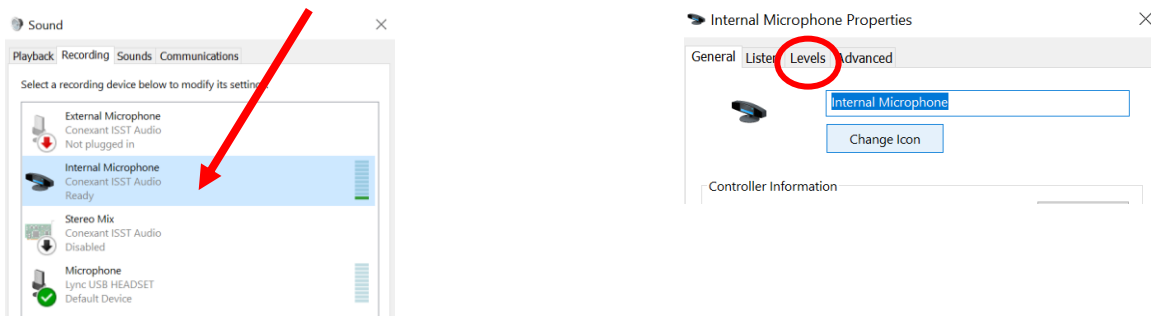 Sound
Playback Recording Sounds Communications
Select a recording device below to modify its settings.
External Microphone
Conexant ISST Audio
Not plugged in
Internal Microphone
Conexant ISST Audio
Ready
Stereo Mix
Conexant ISST Audio
Disabled
Microphone
Lync USB HEADSET
Default Device
Internal Microphone Properties
General Listen Levels Advanced
Internal Microphone
Change Icon
Controller Information